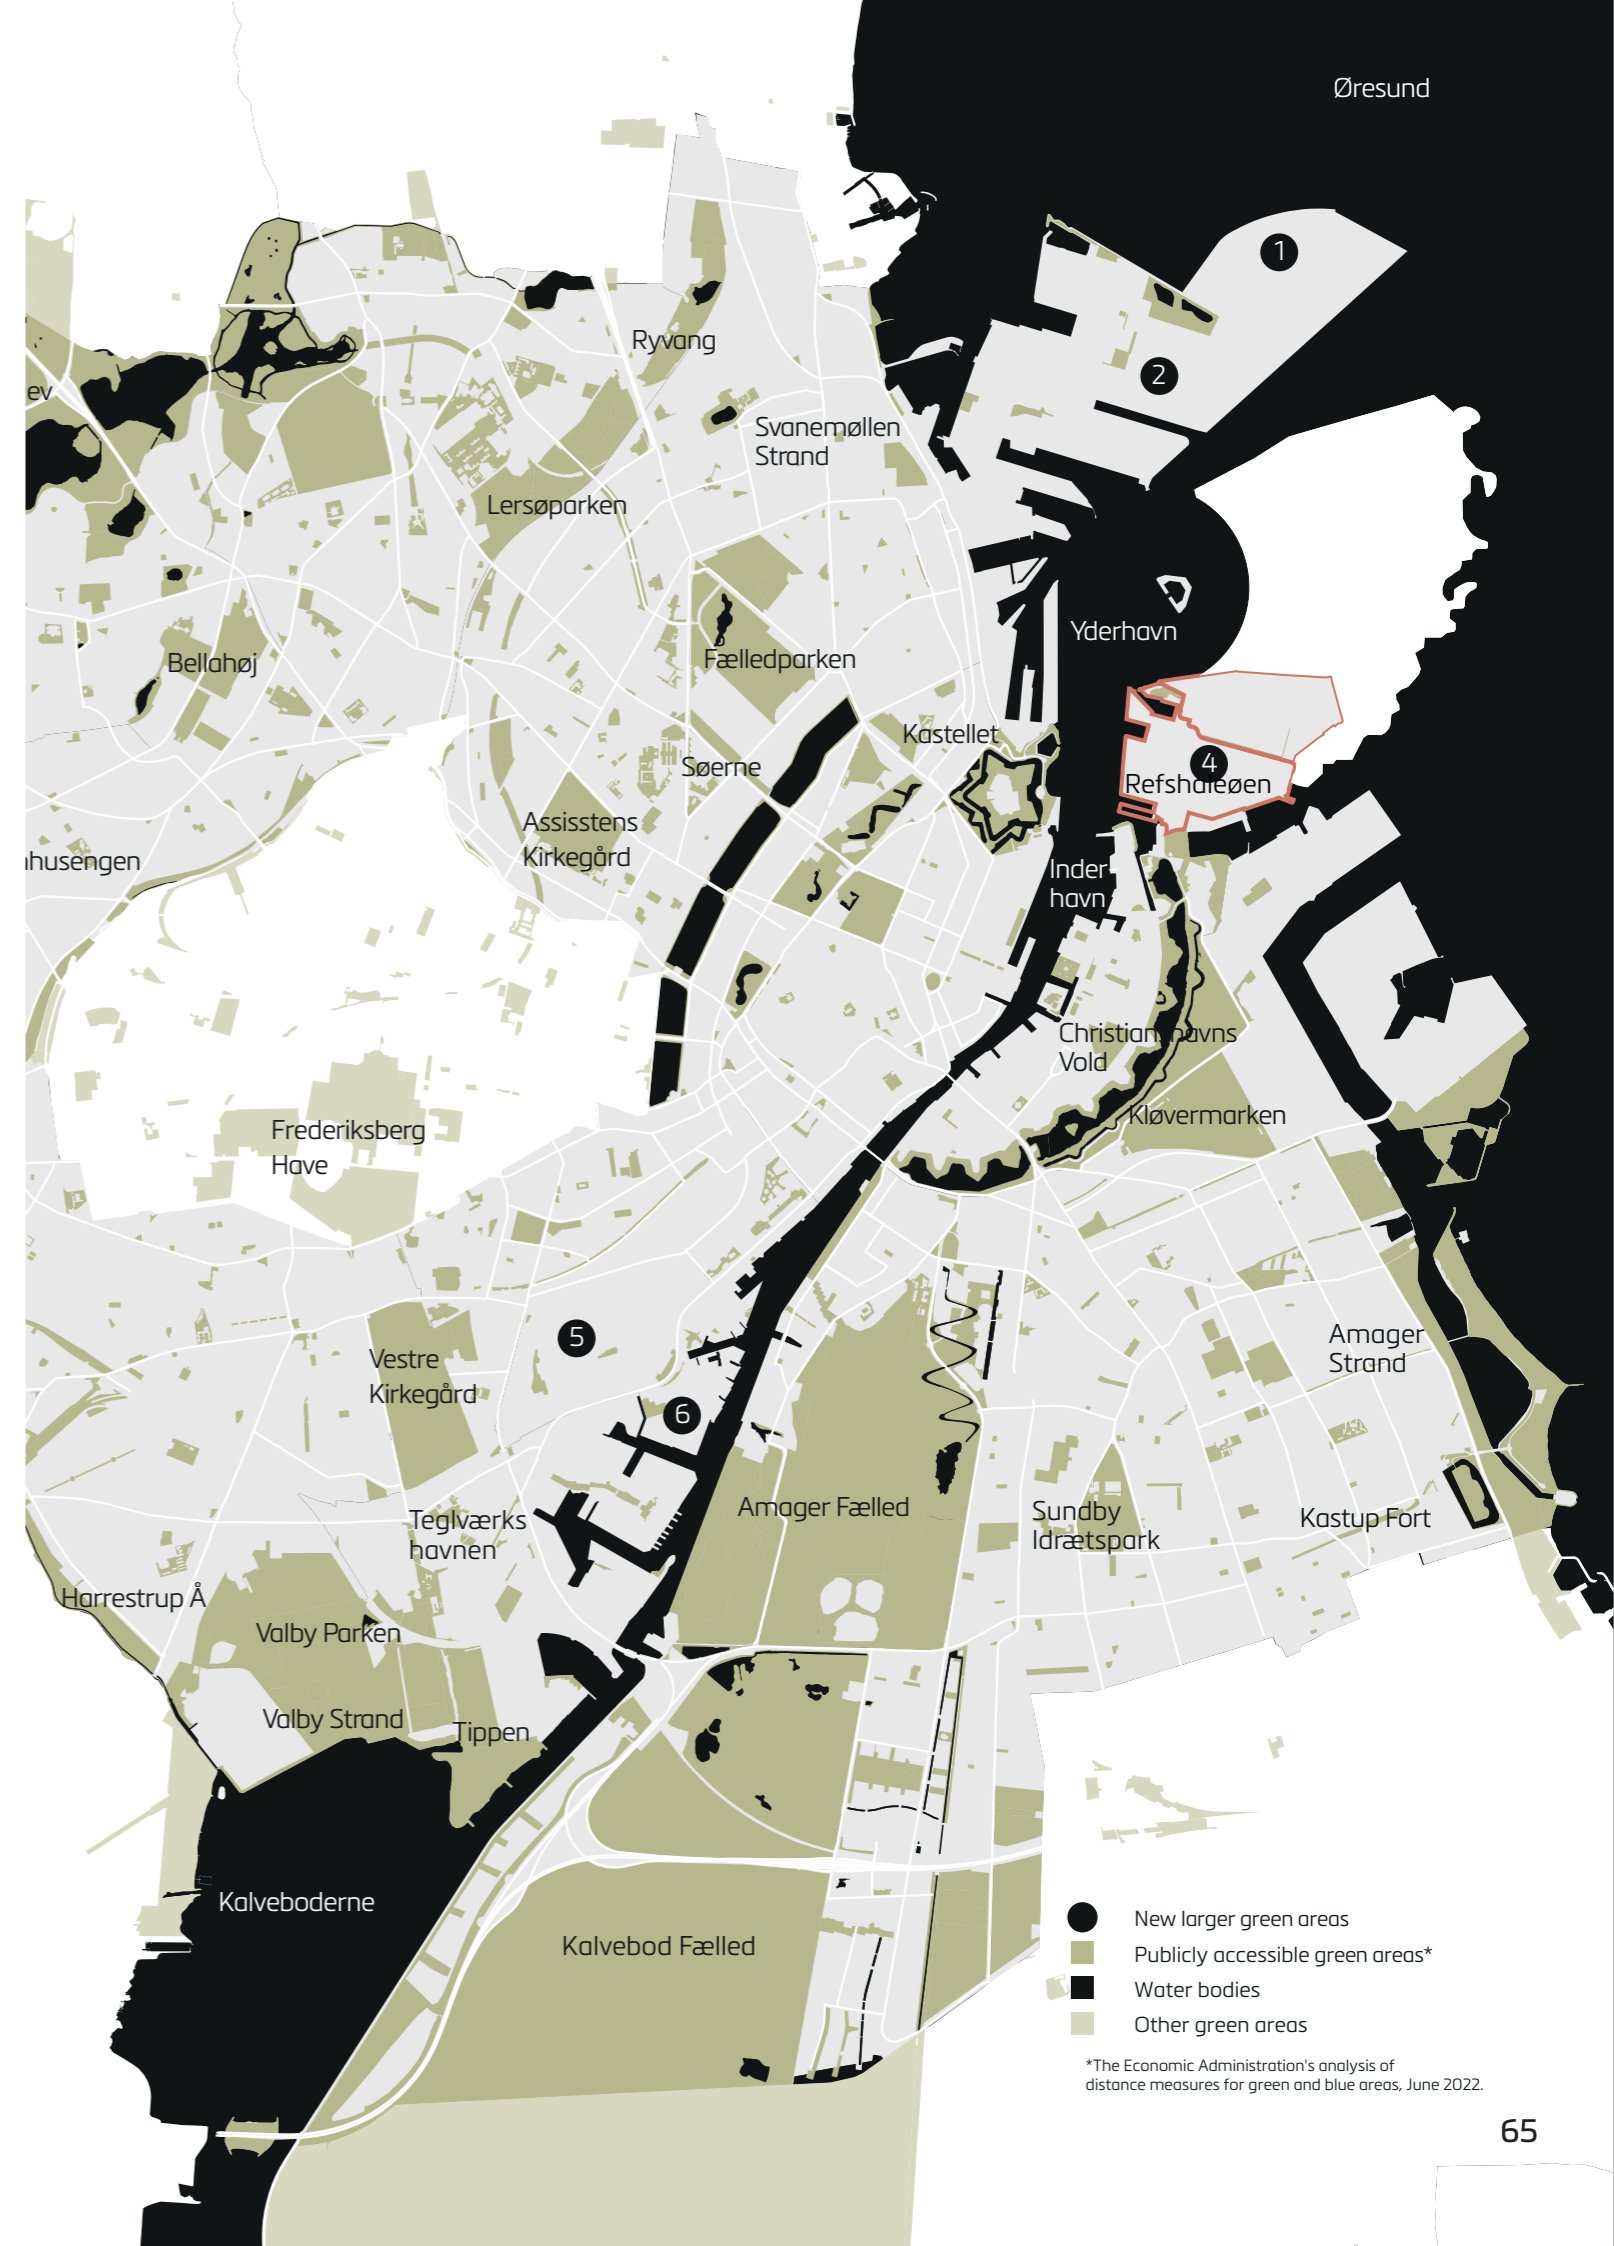 Øresund
1
2
Ryvang
ev
Svanemøllen
Strand
Lersøparken
Yderhavn
Bellahøj
Fælledparken
Kastellet
Søerne
4
Refshaleøen
Assisstens
Kirkegård
husengen
Inder-
havn
Christianshavns
Vold
Kløvermarken
Frederiksberg
Have
5
Amager
Strand
Vestre
Kirkegård
6
Amager Fælled
Sundby
Idrætspark
Kastup Fort
Teglværks
havnen
Harrestrup Å
Valby Parken
Valby Strand
Tippen
Kalveboderne
Kalvebod Fælled
New larger green areas
Publicly accessible green areas*
Water bodies
Other green areas
*The Economic Administration's analysis of
distance measures for green and blue areas, June 2022.
65